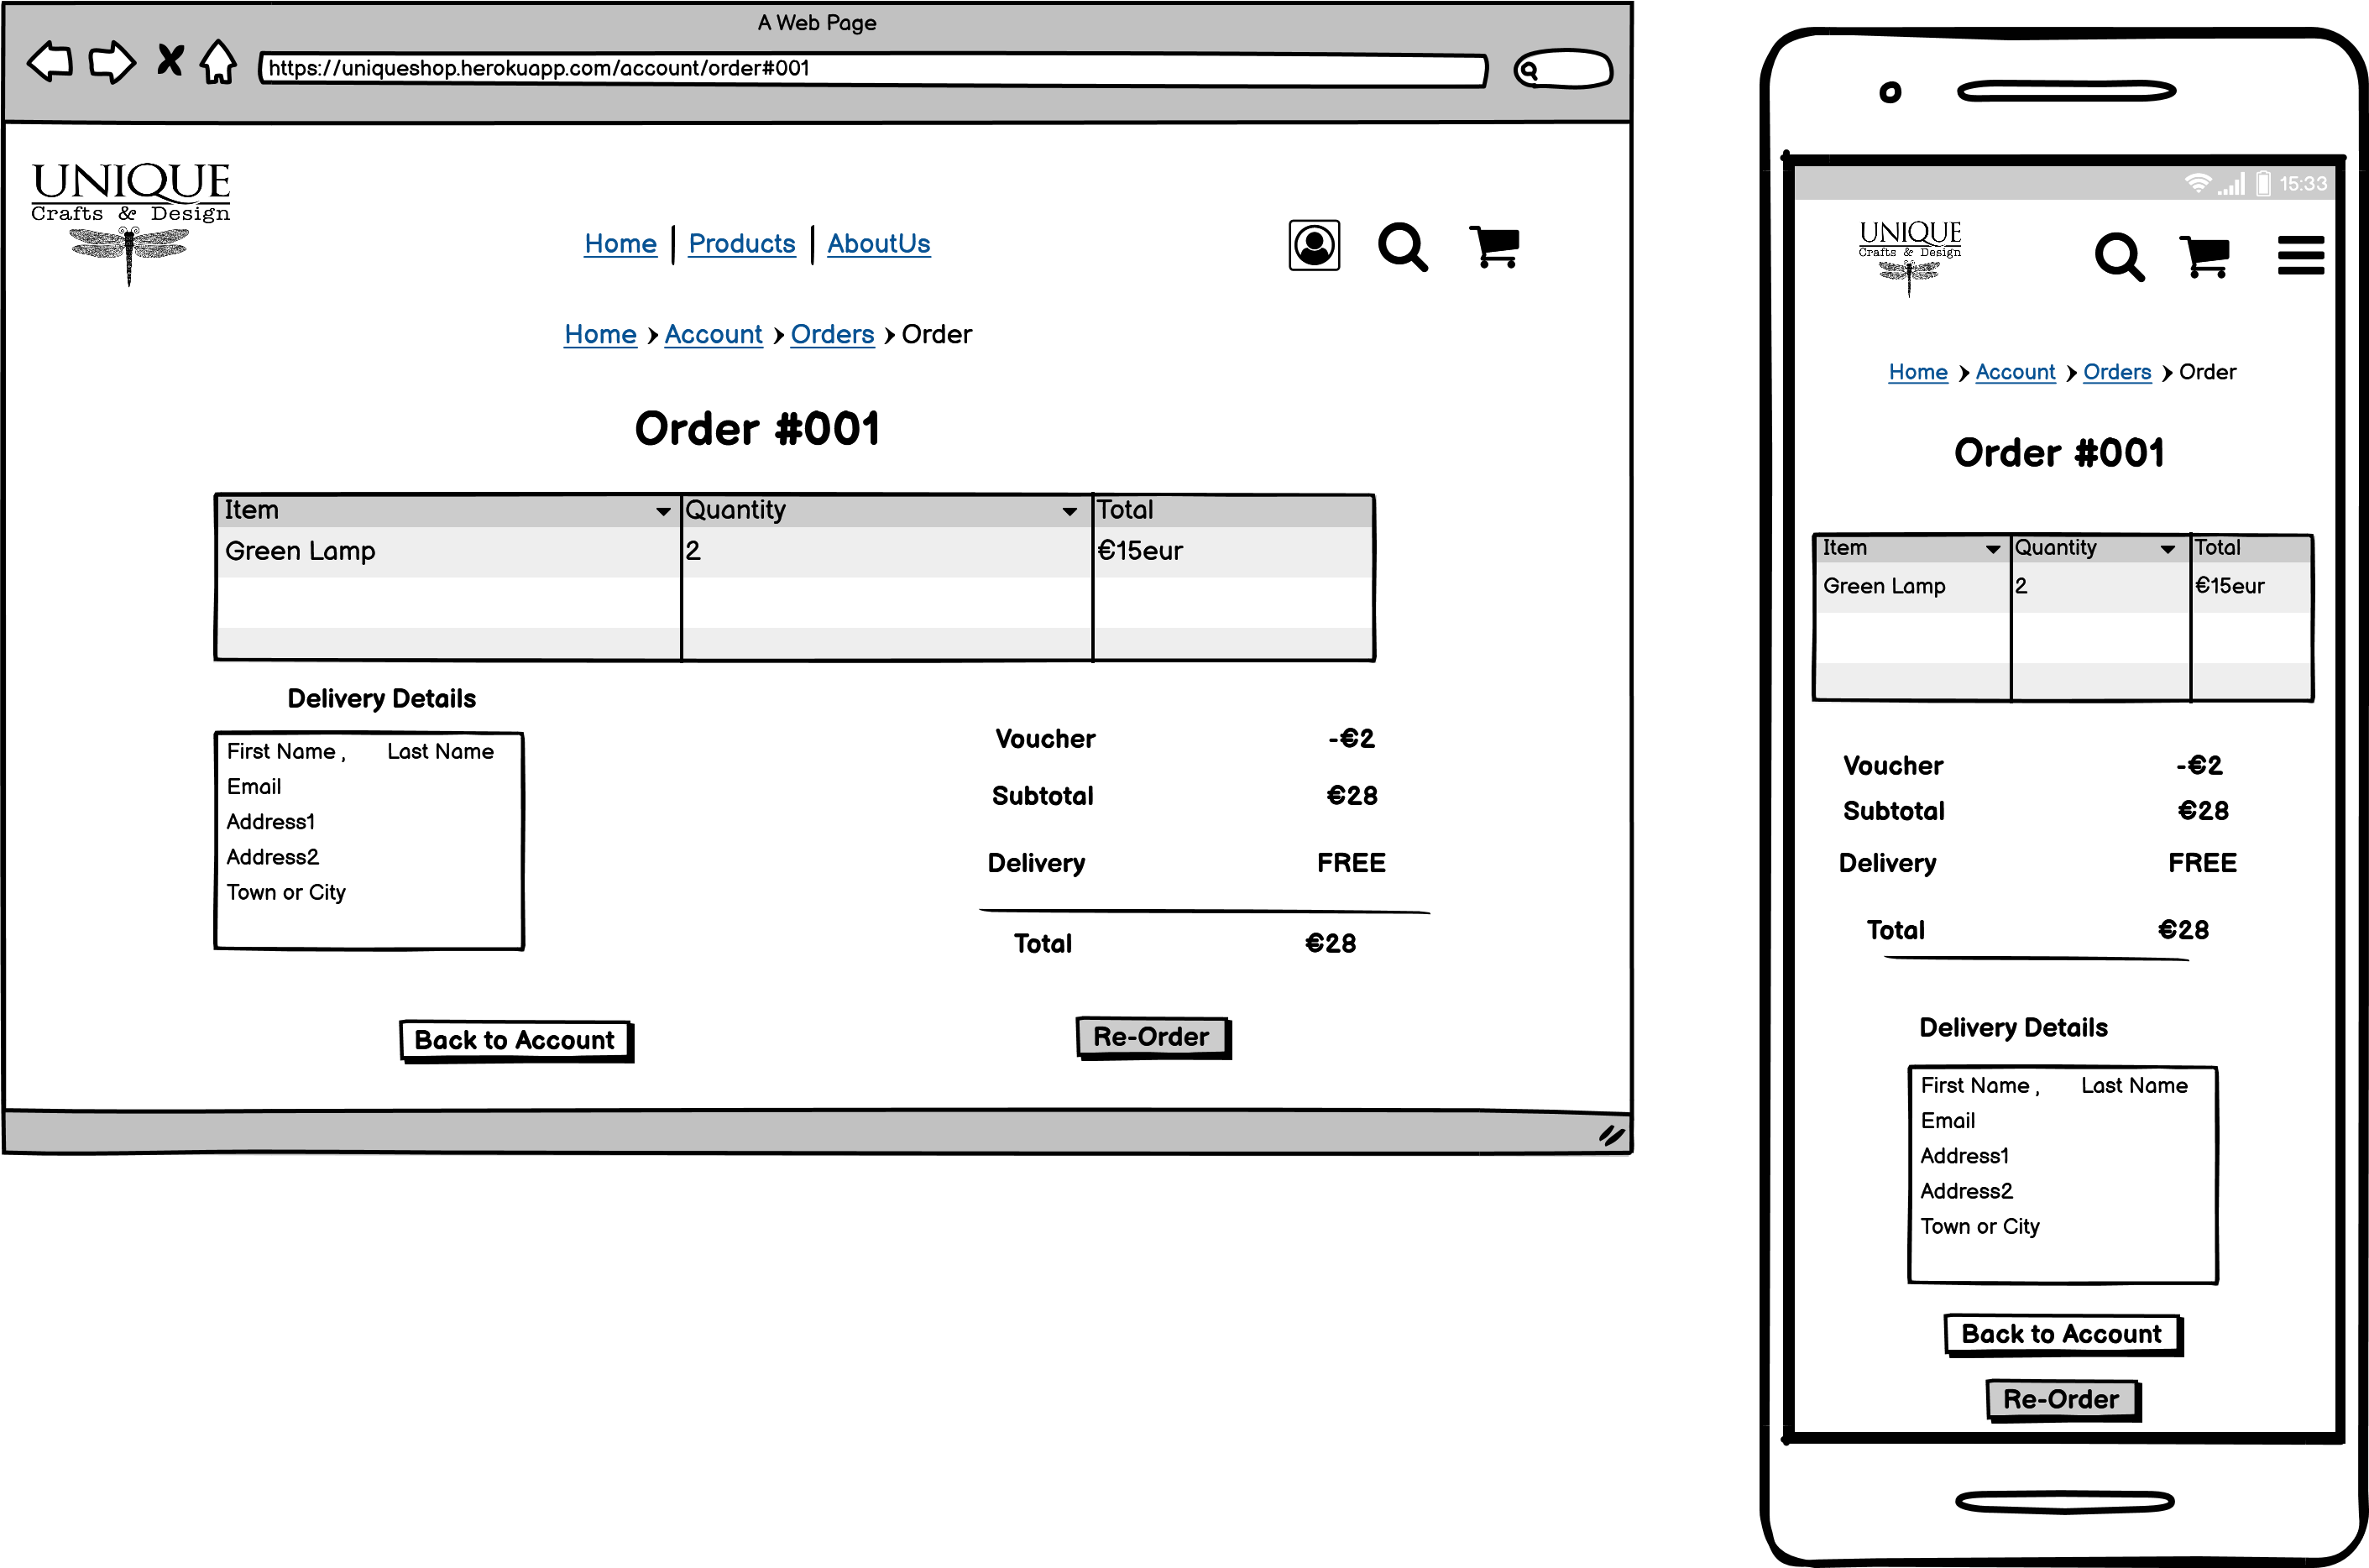 A Web Page
https://uniqueshop.herokuapp.com/account/order#001
UNIQUE
Crafts & Design
Home | Products | AboutUs
Home > Account > Orders > Order
Order #001
Item Quantity Total
Green Lamp 2 €15eur
Delivery Details
First Name , Last Name
Email
Address1
Address2
Town or City
Voucher -€2
Subtotal €28
Delivery FREE
Total €28
Back to Account Re-Order
15:33
UNIQUE
Crafts & Design
Home > Account > Orders > Order
Order #001
Item Quantity Total
Green Lamp 2 €15eur
Voucher -€2
Subtotal €28
Delivery FREE
Total €28
Delivery Details
First Name , Last Name
Email
Address1
Address2
Town or City
Back to Account
Re-Order